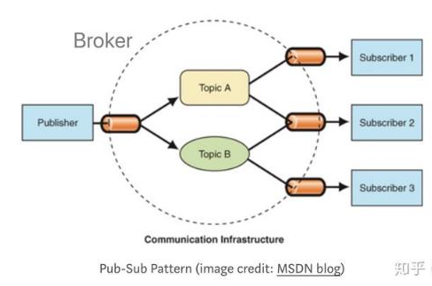 Broker
Topic A
Subscriber 1
Publisher
Subscriber 2
Topic B
Subscriber 3
Communication Infrastructure
Pub-Sub Pattern (image credit: MSDN blog)
知乎